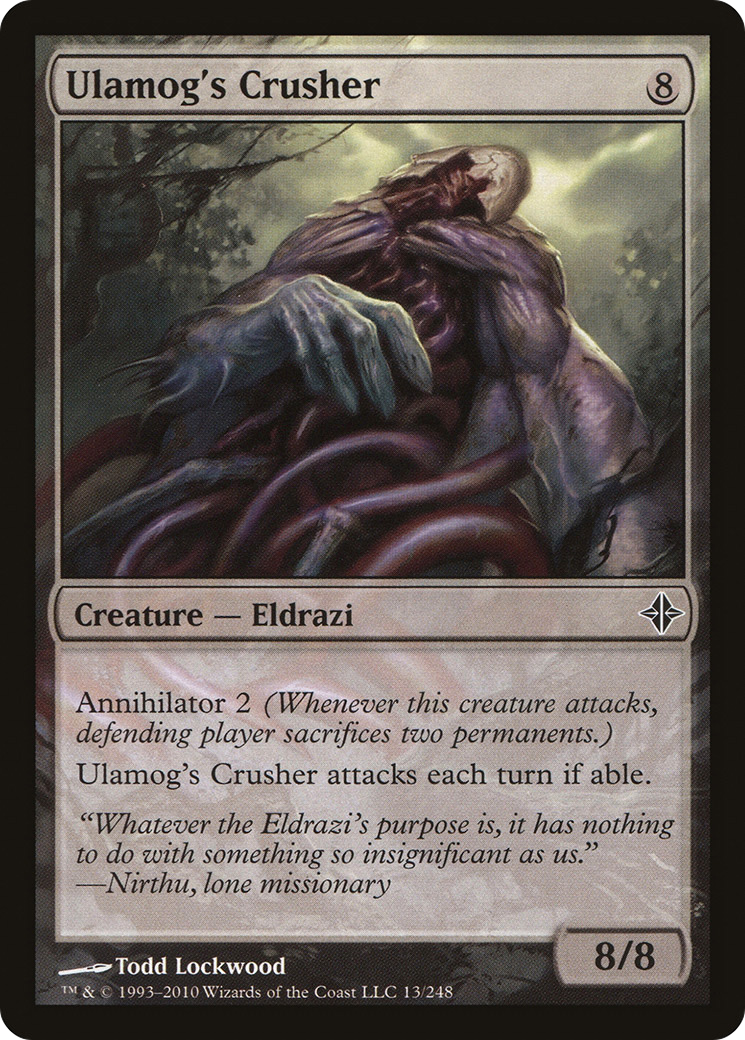 Ulamog's Crusher 8
Creature — Eldrazi
Annihilator 2 (Whenever this creature attacks,
defending player sacrifices two permanents.)
Ulamog's Crusher attacks each turn if able.
“Whatever the Eldrazi's purpose is, it has nothing
to do with something so insignificant as us.”
—Nirthu, lone missionary
8/8
Todd Lockwood
™ & © 1993–2010 Wizards of the Coast LLC 13/248